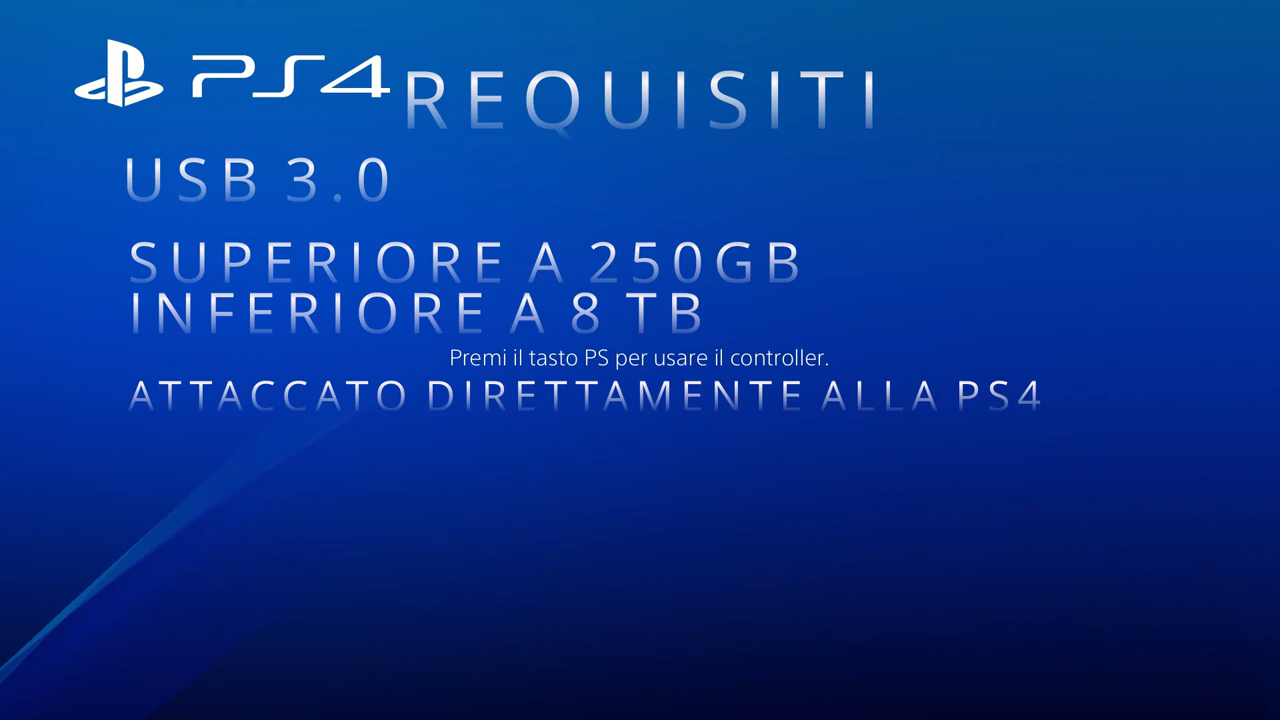 PS4 REQUISITI
USB 3.0
SUPERIORE A 250GB
INFERIORE A 8 TB
Premi il tasto PS per usare il controller.
ATTACCATO DIRETTAMENTE ALLA PS4